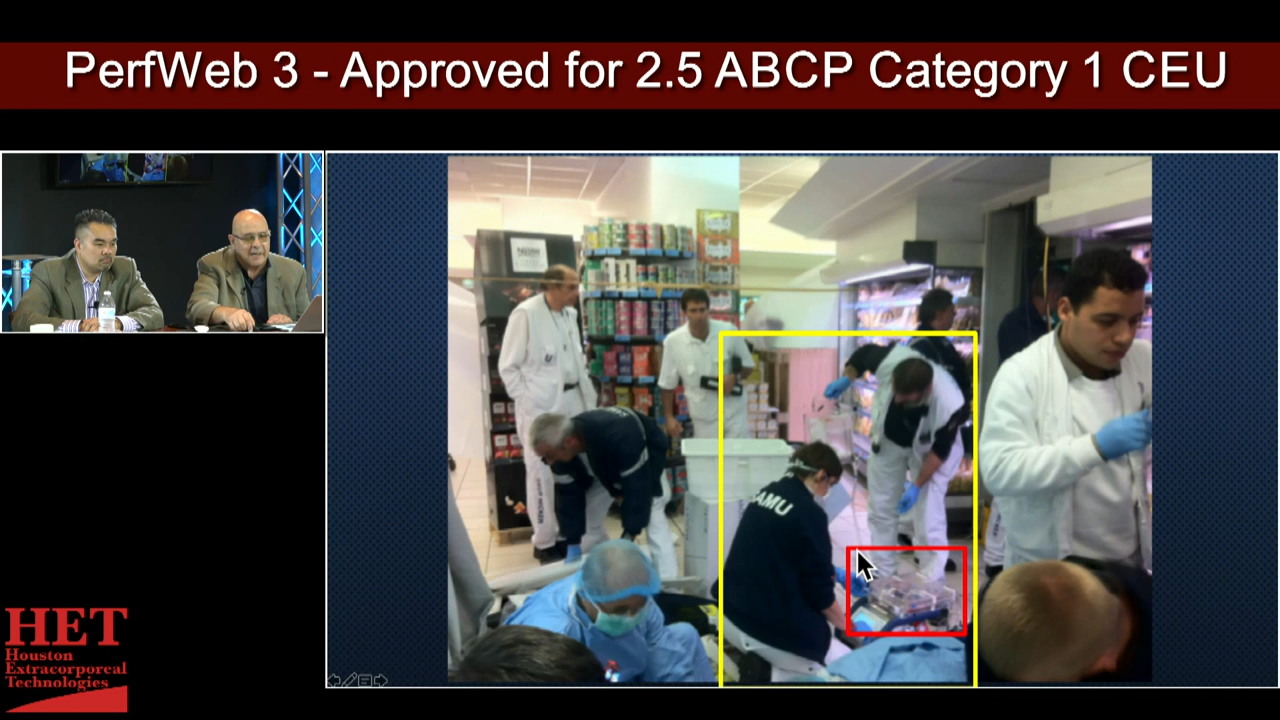 PerfWeb 3 - Approved for 2.5 ABCP Category 1 CEU
SAMU
HET
Houston
Extracorporeal
Technologies